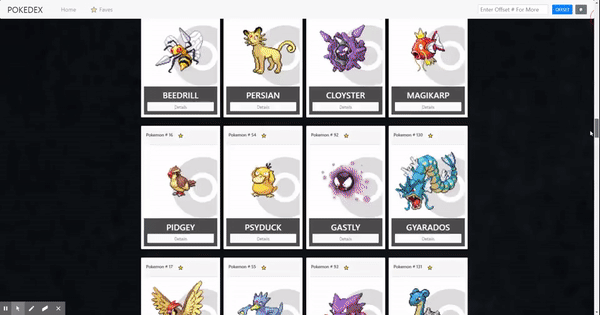 POKEDEX Home Faves Enter Offset # For More OFFSET
BEEDRILL PERSIAN CLOYSTER MAGIKARP
Details Details Details Details
Pokemon # 16 Pokemon # 54 Pokemon # 92 Pokemon # 130
PIDGEY PSYDUCK GASTLY GYARADOS
Details Details Details Details
Pokemon # 17 Pokemon # 55 Pokemon # 93 Pokemon # 131